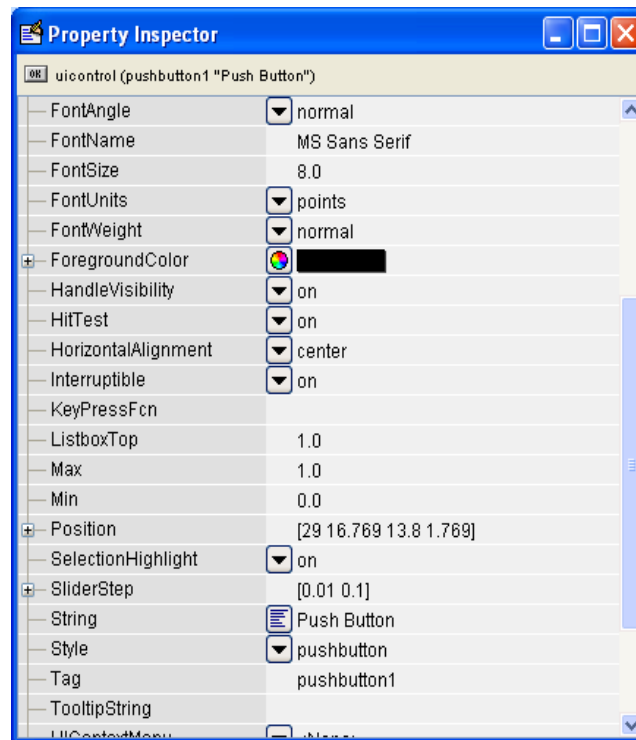 Property Inspector
OK uicontrol (pushbutton1 "Push Button")
FontAngle normal
FontName MS Sans Serif
FontSize 8.0
FontUnits points
FontWeight normal
ForegroundColor
HandleVisibility on
HitTest on
HorizontalAlignment center
Interruptible on
KeyPressFcn
ListboxTop 1.0
Max 1.0
Min 0.0
Position [29 16.769 13.8 1.769]
SelectionHighlight on
SliderStep [0.01 0.1]
String Push Button
Style pushbutton
Tag pushbutton1
TooltipString
UIContextMenu <None>